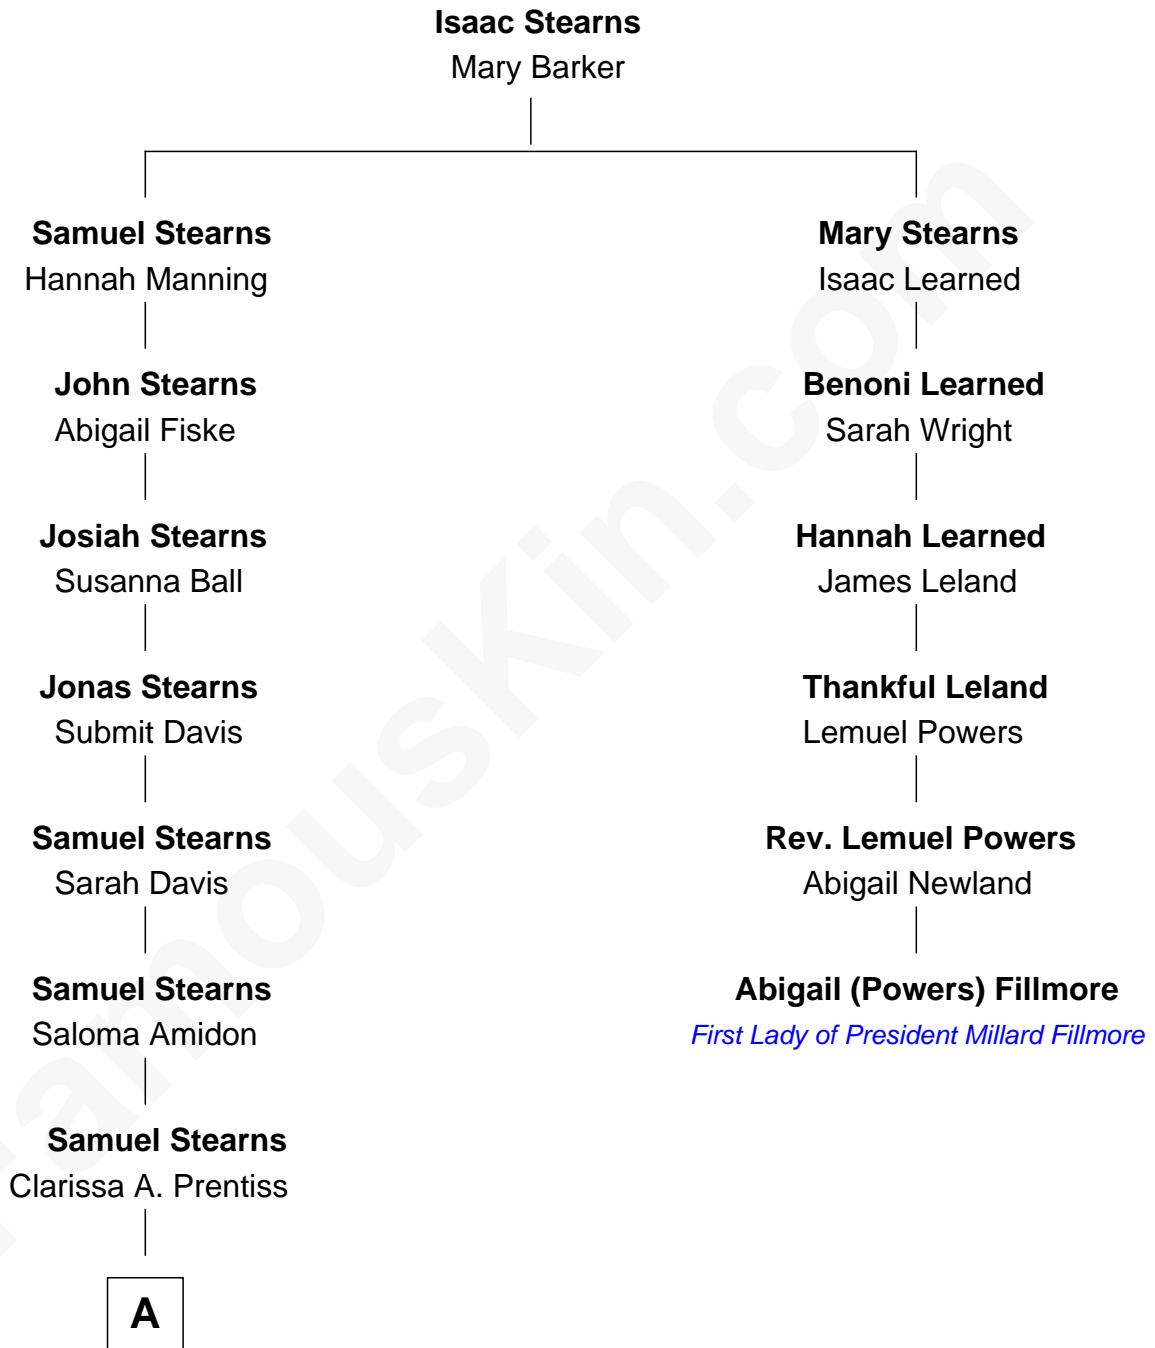 Isaac Stearns
Mary Barker
Samuel Stearns
Hannah Manning
John Stearns
Abigail Fiske
Josiah Stearns
Susanna Ball
Jonas Stearns
Submit Davis
Samuel Stearns
Sarah Davis
Samuel Stearns
Saloma Amidon
Samuel Stearns
Clarissa A. Prentiss
A
Mary Stearns
Isaac Learned
Benoni Learned
Sarah Wright
Hannah Learned
James Leland
Thankful Leland
Lemuel Powers
Rev. Lemuel Powers
Abigail Newland
Abigail (Powers) Fillmore
First Lady of President Millard Fillmore
FamousKin.com